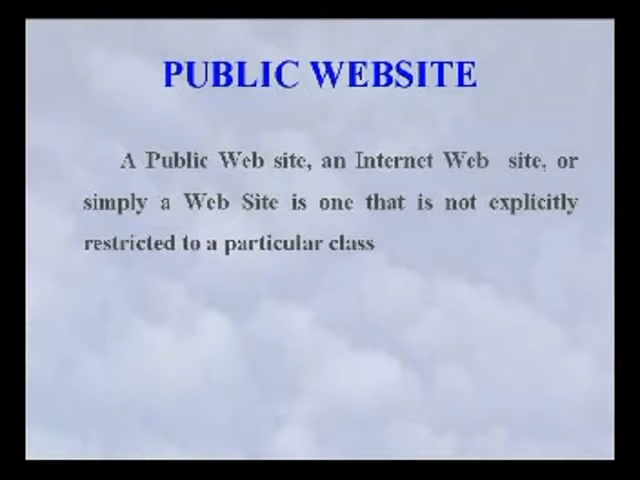 PUBLIC WEBSITE
A Public Web site, an Internet Web site, or
simply a Web Site is one that is not explicitly
restricted to a particular class